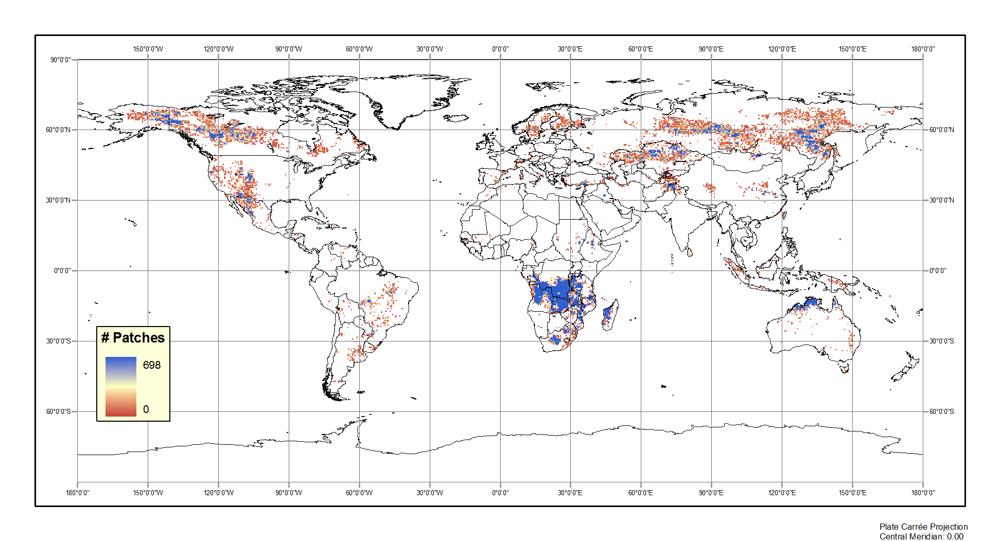 150°0'0"W 120°0'0"W 90°0'0"W 60°0'0"W 30°0'0"W 0°0'0" 30°0'0"E 60°0'0"E 90°0'0"E 120°0'0"E 150°0'0"E 180°0'0"
90°0'0"
60°0'0"N 60°0'0"N
30°0'0"N 30°0'0"N
0°0'0" 0°0'0"
# Patches
30°0'0"S 30°0'0"S
698
0
60°0'0"S 60°0'0"S
180°0'0" 150°0'0"W 120°0'0"W 90°0'0"W 60°0'0"W 30°0'0"W 0°0'0" 30°0'0"E 60°0'0"E 90°0'0"E 120°0'0"E 150°0'0"E 180°0'0"
Plate Carrée Projection
Central Meridian: 0.00